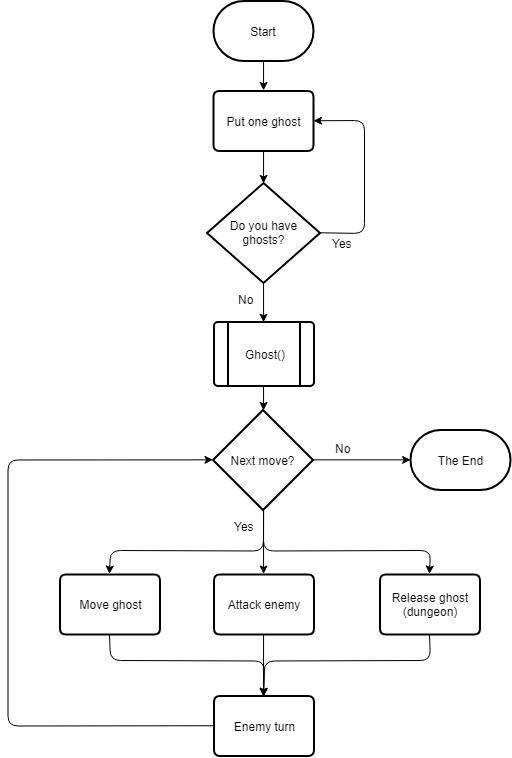 Start
Put one ghost
Do you have
ghosts?
Yes
No
Ghost()
Next move?
No
The End
Yes
Move ghost
Attack enemy
Release ghost
(dungeon)
Enemy turn